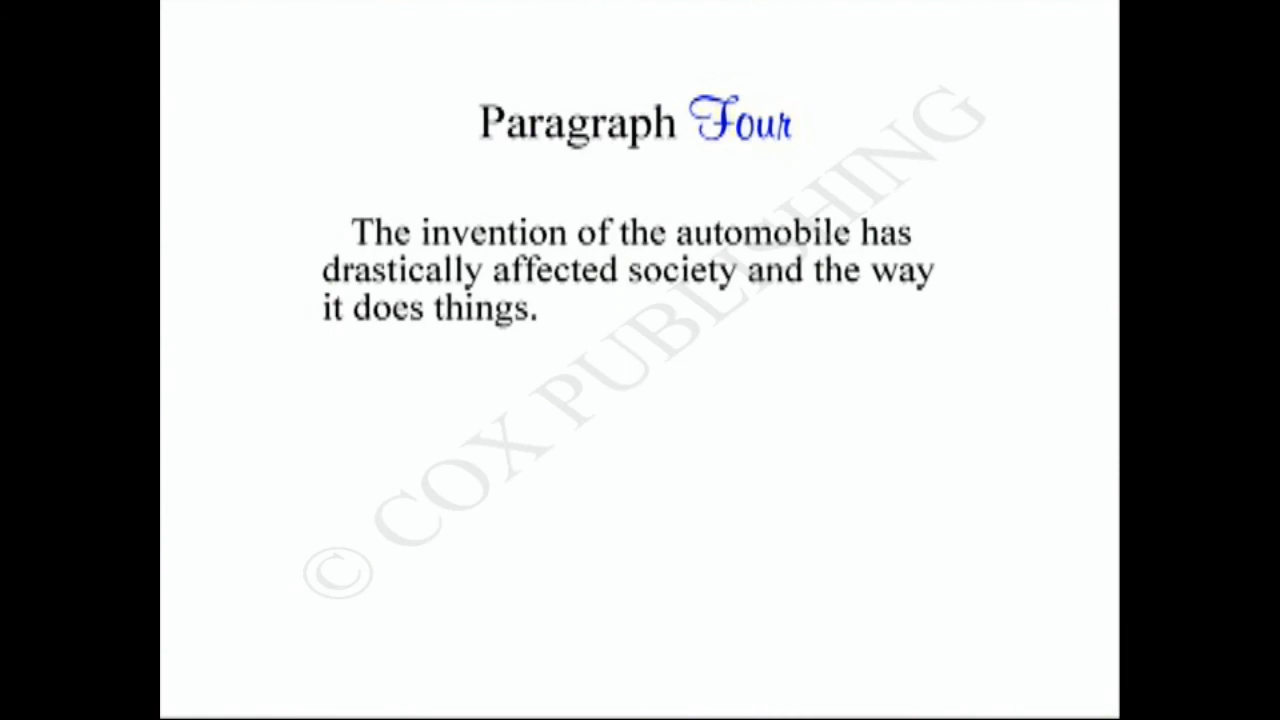 Paragraph Four
The invention of the automobile has
drastically affected society and the way
it does things.
© COX PUBLISHING